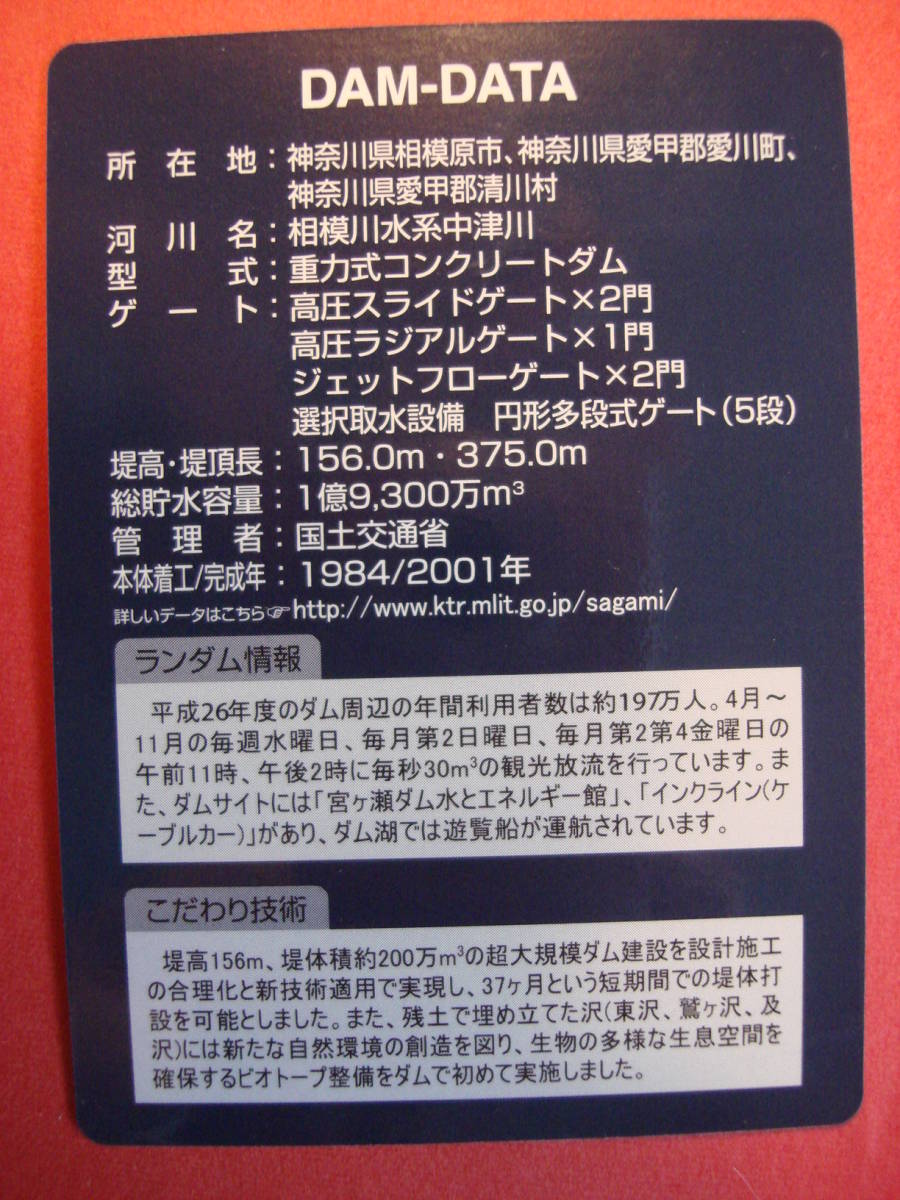 DAM-DATA
所在地：神奈川県相模原市、神奈川県愛甲郡愛川町、
神奈川県愛甲郡清川村
河川名：相模川水系中津川
型式：重力式コンクリートダム
ゲート：高圧スライドゲート×2門
高圧ラジアルゲート×1門
ジェットフローゲート×2門
選択取水設備　円形多段式ゲート（5段）
堤高・堤頂長：156.0m・375.0m
総貯水容量：1億9,300万m³
管理者：国土交通省
本体着工/完成年：1984/2001年
詳しいデータはこちら☞http://www.ktr.mlit.go.jp/sagami/
ランダム情報
平成26年度のダム周辺の年間利用者数は約197万人。4月～
11月の毎週水曜日、毎月第2日曜日、毎月第2第4金曜日の
午前11時、午後2時に毎秒30m³の観光放流を行っています。ま
た、ダムサイトには「宮ヶ瀬ダム水とエネルギー館」、「インクライン（ケ
ーブルカー）」があり、ダム湖では遊覧船が運航されています。
こだわり技術
堤高156m、堤体積約200万m³の超大規模ダム建設を設計施工
の合理化と新技術適用で実現し、37ヶ月という短期間での堤体打
設を可能としました。また、残土で埋め立てた沢（東沢、鷲ヶ沢、及
沢）には新たな自然環境の創造を図り、生物の多様な生息空間を
確保するビオトープ整備をダムで初めて実施しました。